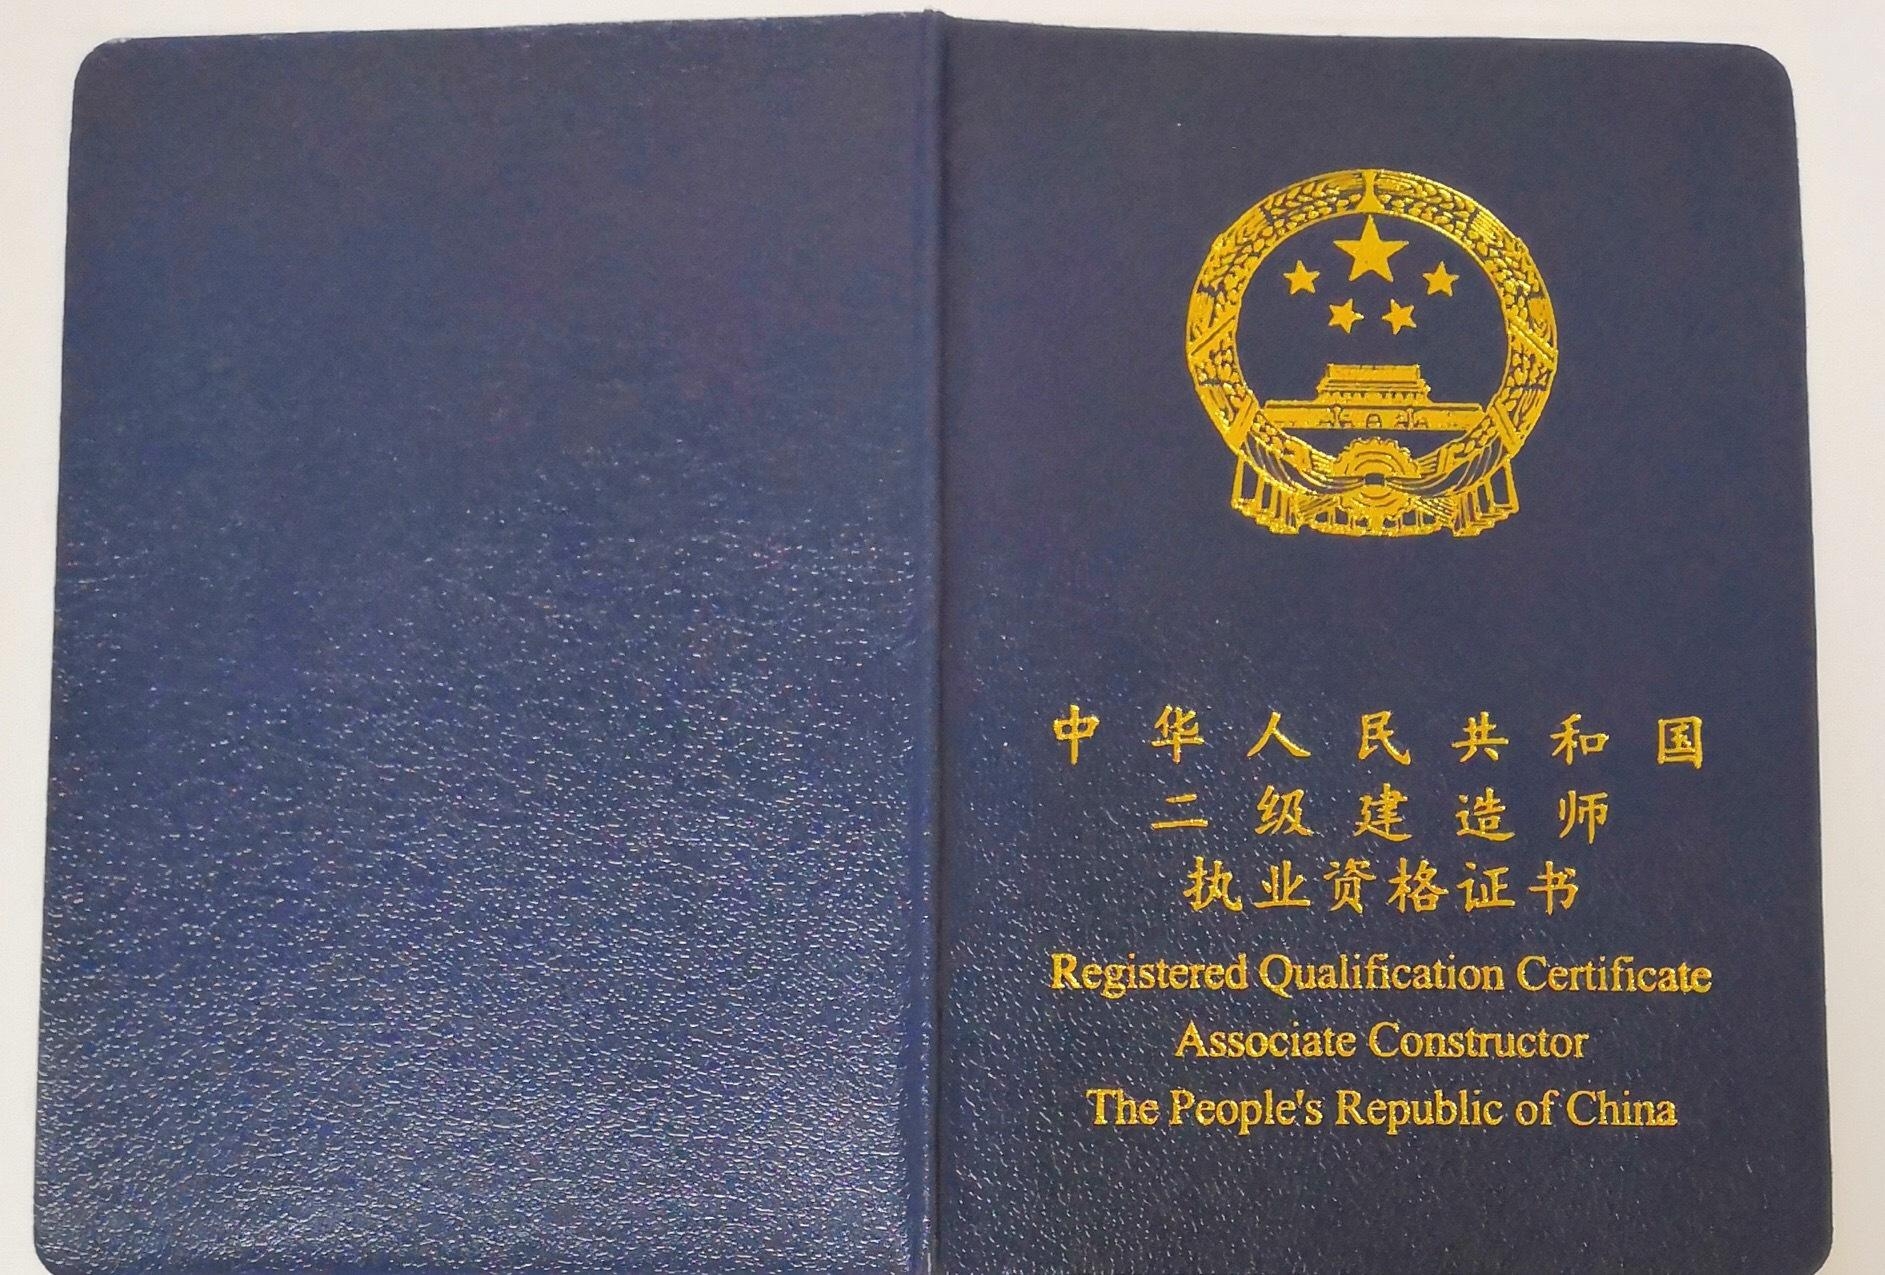 中华人民共和国
二级建造师
执业资格证书
Registered Qualification Certificate
Associate Constructor
The People's Republic of China